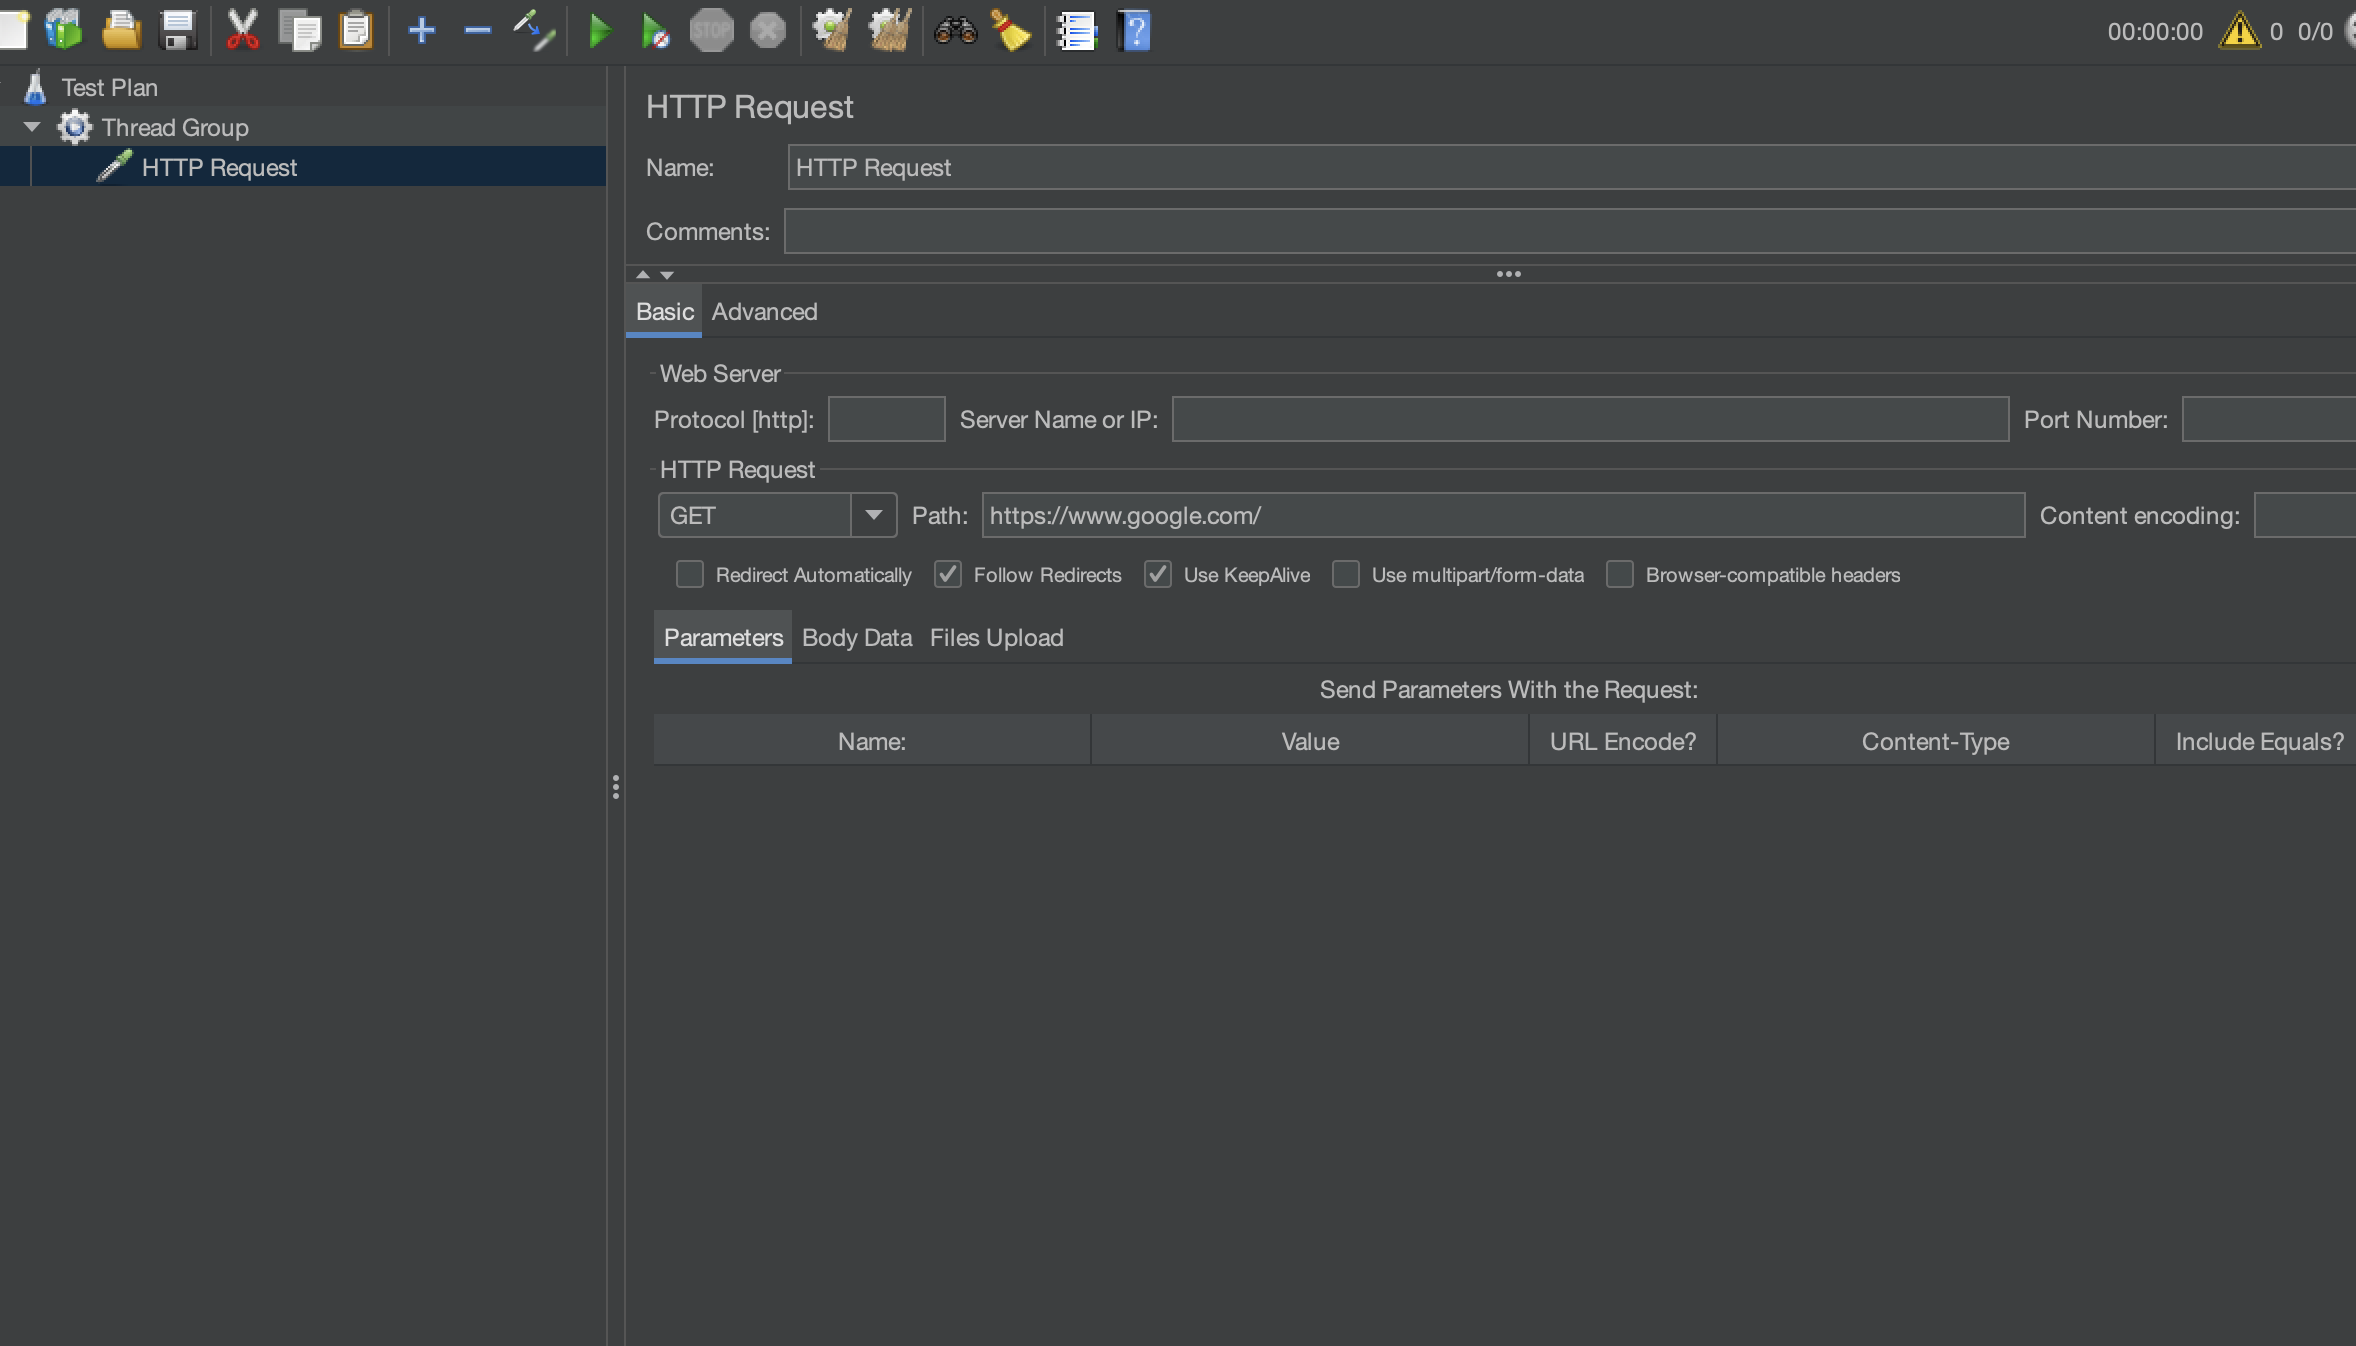 STOP
?
00:00:00 0 0/0
Test Plan
Thread Group
HTTP Request
HTTP Request
Name: HTTP Request
Comments:
Basic Advanced
Web Server
Protocol [http]: Server Name or IP: Port Number:
HTTP Request
GET Path: https://www.google.com/ Content encoding:
Redirect Automatically Follow Redirects Use KeepAlive Use multipart/form-data Browser-compatible headers
Parameters Body Data Files Upload
Send Parameters With the Request:
Name: Value URL Encode? Content-Type Include Equals?